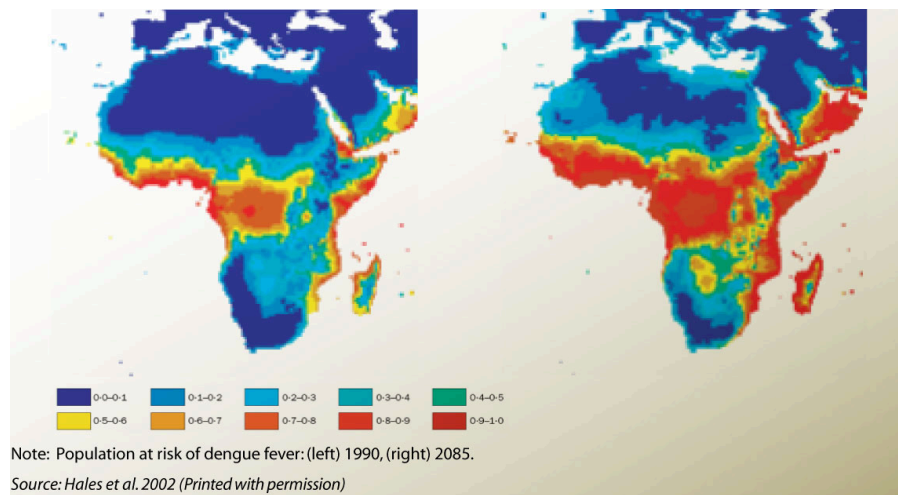 0·0–0·1 0·1–0·2 0·2–0·3 0·3–0·4 0·4–0·5
0·5–0·6 0·6–0·7 0·7–0·8 0·8–0·9 0·9–1·0
Note: Population at risk of dengue fever: (left) 1990, (right) 2085.
Source: Hales et al. 2002 (Printed with permission)